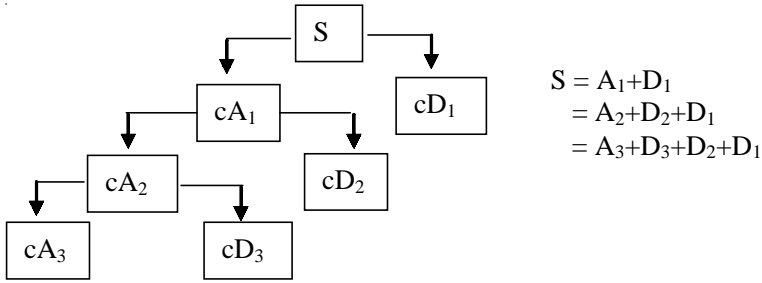 S
cA₁
cD₁
cA₂
cD₂
cA₃
cD₃
S = A₁+D₁
= A₂+D₂+D₁
= A₃+D₃+D₂+D₁